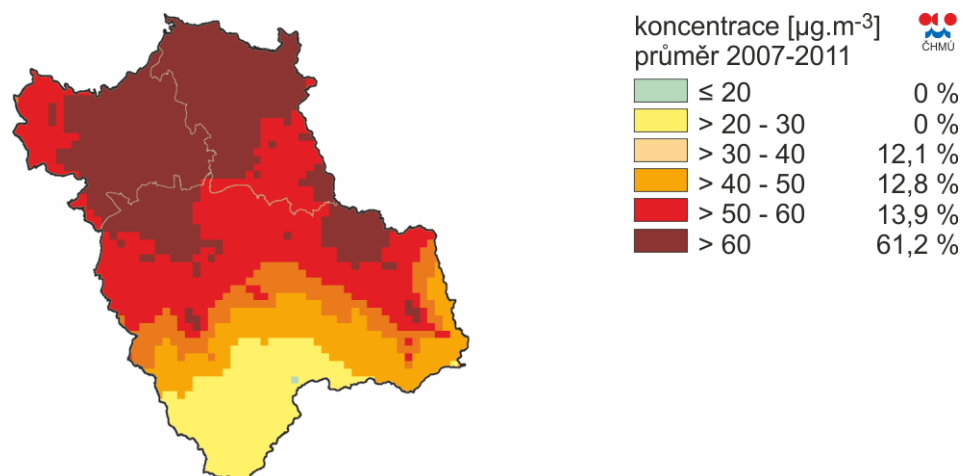 koncentrace [µg.m-3]
průměr 2007-2011
ČHMÚ
≤ 20 0 %
> 20 - 30 0 %
> 30 - 40 12,1 %
> 40 - 50 12,8 %
> 50 - 60 13,9 %
> 60 61,2 %